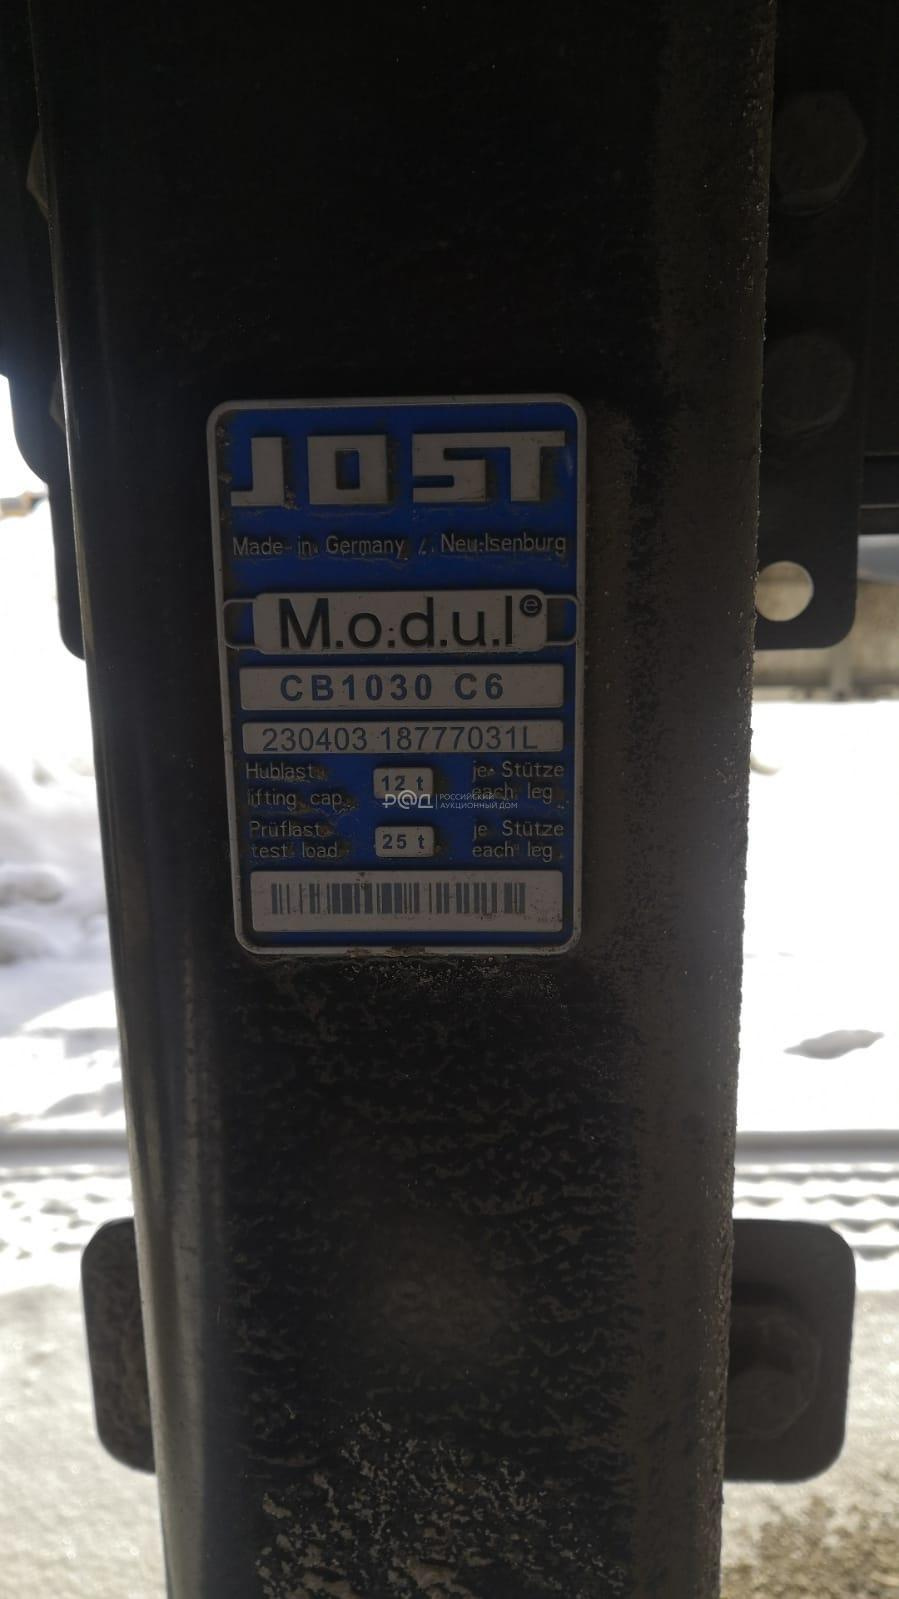 JOST
Made in Germany / Neu-Isenburg
M.o.d.u.l e
CB1030 C6
230403 18777031L
Hublast 12 t je Stütze
lifting cap. each leg
РАД РОССИЙСКИЙ
АУКЦИОННЫЙ ДОМ
Prüflast 25 t je Stütze
test load each leg